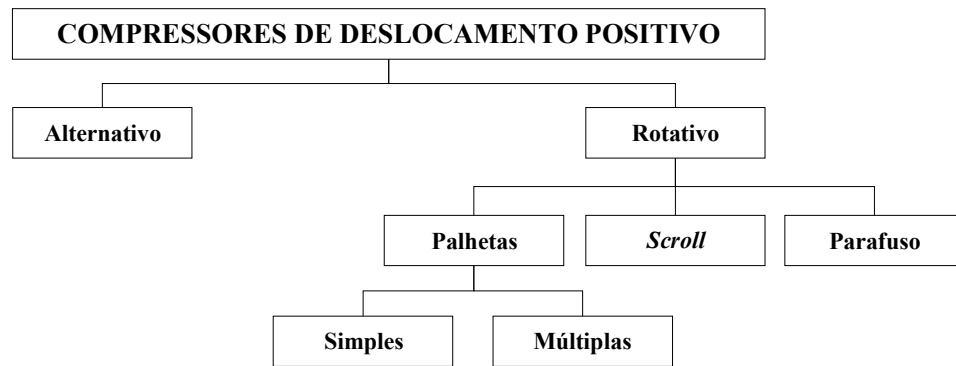 COMPRESSORES DE DESLOCAMENTO POSITIVO
Alternativo
Rotativo
Palhetas
Scroll
Parafuso
Simples
Múltiplas